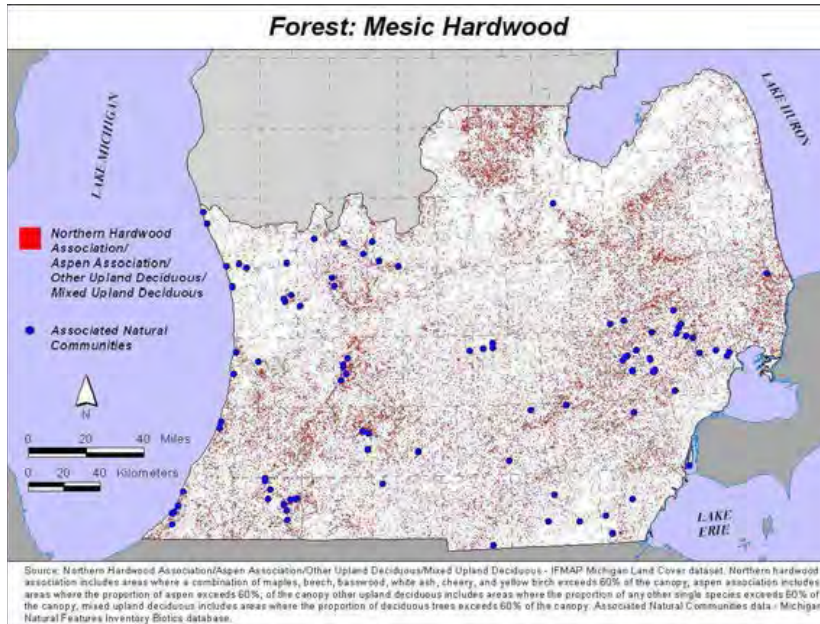 Forest: Mesic Hardwood
LAKE MICHIGAN
LAKE HURON
Northern Hardwood
Association/
Aspen Association/
Other Upland Deciduous/
Mixed Upland Deciduous
Associated Natural
Communities
N
0 20 40 Miles
0 20 40 Kilometers
LAKE
ERIE
Source: Northern Hardwood Association/Aspen Association/Other Upland Deciduous/Mixed Upland Deciduous - IFMAP Michigan Land Cover dataset. Northern hardwood
association includes areas where a combination of maples, beech, basswood, white ash, cherry, and yellow birch exceeds 60% of the canopy, aspen association includes
areas where the proportion of aspen exceeds 60%; of the canopy other upland deciduous includes areas where the proportion of any other single species exceeds 60% of
the canopy, mixed upland deciduous includes areas where the proportion of deciduous trees exceeds 60% of the canopy. Associated Natural Communities data - Michigan
Natural Features Inventory Biotics database.